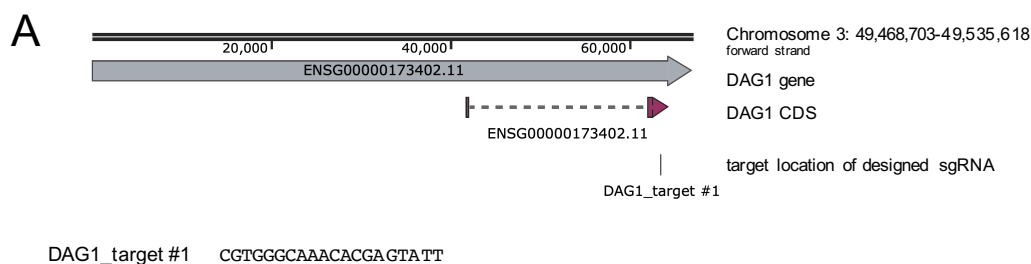 A
Chromosome 3: 49,468,703-49,535,618
forward strand
20,000 40,000 60,000
ENSG00000173402.11
DAG1 gene
DAG1 CDS
ENSG00000173402.11
target location of designed sgRNA
DAG1_target #1
DAG1_target #1 CGTGGGCAAACACGAGTATT